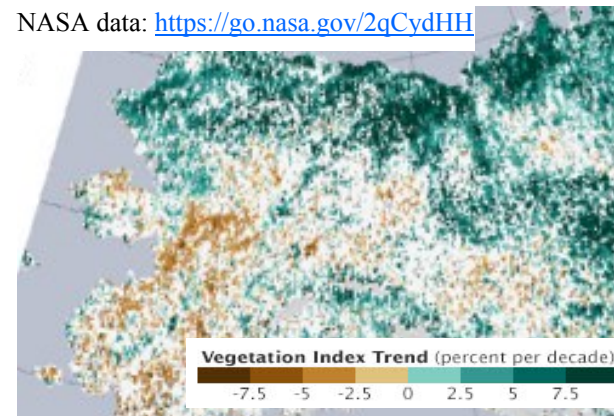 NASA data: https://go.nasa.gov/2qCydHH
Vegetation Index Trend (percent per decade)
-7.5 -5 -2.5 0 2.5 5 7.5